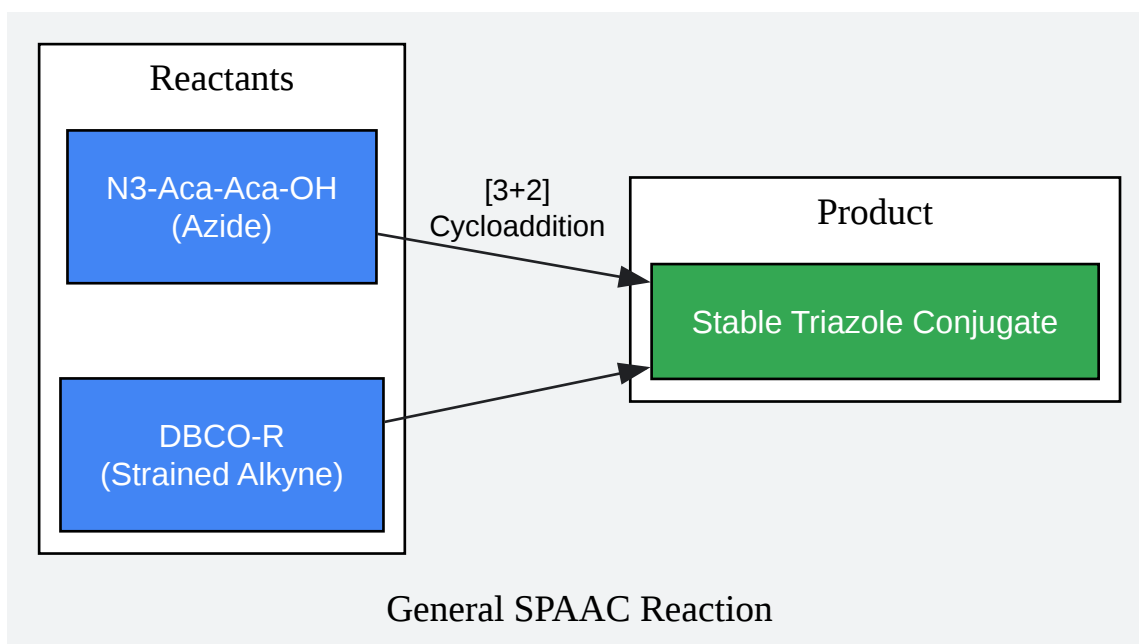 Reactants
N3-Aca-Aca-OH
(Azide)
DBCO-R
(Strained Alkyne)
[3+2]
Cycloaddition
Product
Stable Triazole Conjugate
General SPAAC Reaction